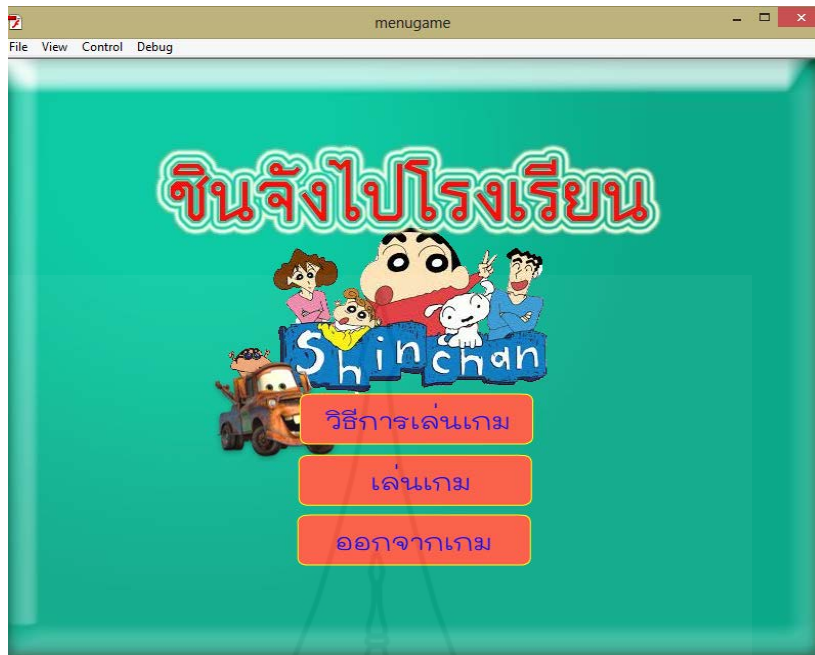 menugame
File View Control Debug
ชินจังไปโรงเรียน
Shinchan
วิธีการเล่นเกม
เล่นเกม
ออกจากเกม